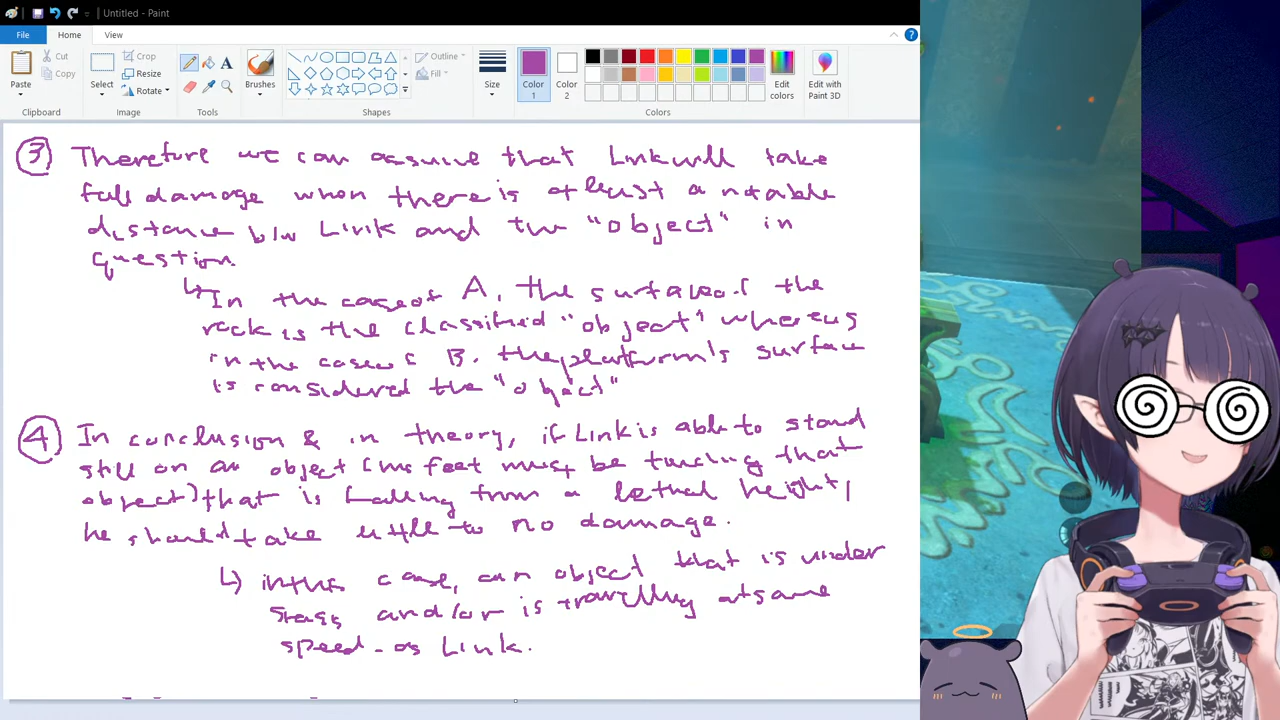 Untitled - Paint
File Home View
Cut Crop Outline
Copy Resize Fill
Paste Select Rotate Brushes Size Color 1 Color 2 Edit colors Edit with Paint 3D
Clipboard Image Tools Shapes Colors
3 Therefore we can assume that Link will take
fall damage when there is at least a notable
distance b/w Link and the "object" in
question.
↳ In the case of A, the surface of the
rock is the classified "object" whereas
in the case of B, the platform's surface
is considered the "object"
4 In conclusion & in theory, if Link is able to stand
still on an object (his feet must be touching that
object) that is falling from a lethal height,
he should take little to no damage.
↳ in this case, an object that is under
stasis and/or is travelling at same
speed as Link.